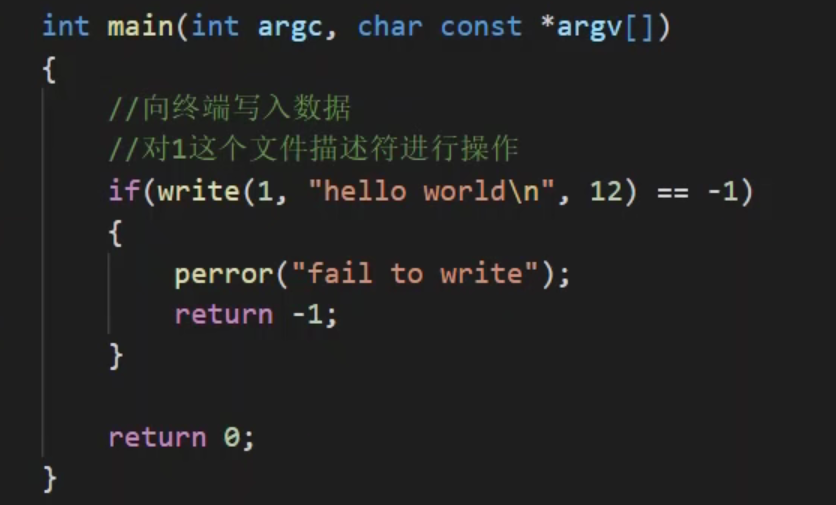 int main(int argc, char const *argv[])
{
//向终端写入数据
//对1这个文件描述符进行操作
if(write(1, "hello world\n", 12) == -1)
{
perror("fail to write");
return -1;
}
return 0;
}